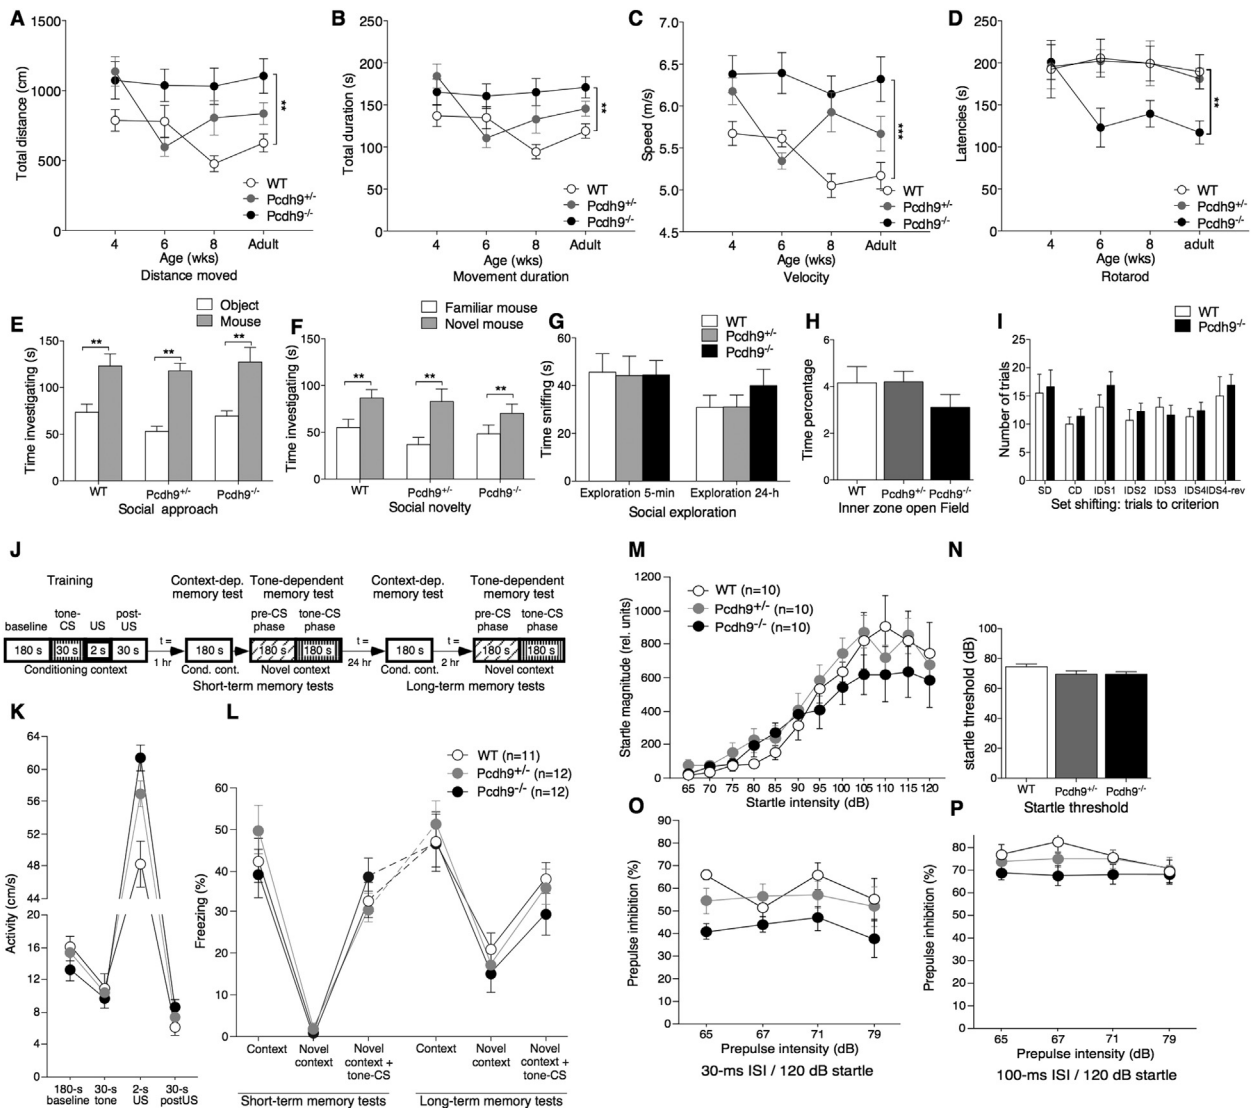 A
1500
1000
500
0
Total distance (cm)
**
WT
Pcdh9+/-
Pcdh9-/-
4 6 8 Adult
Age (wks)
Distance moved
B
250
200
150
100
50
0
Total duration (s)
**
WT
Pcdh9+/-
Pcdh9-/-
4 6 8 Adult
Age (wks)
Movement duration
C
7.0
6.5
6.0
5.5
5.0
4.5
Speed (m/s)
***
WT
Pcdh9+/-
Pcdh9-/-
4 6 8 Adult
Age (wks)
Velocity
D
250
200
150
100
50
0
Latencies (s)
**
WT
Pcdh9+/-
Pcdh9-/-
4 6 8 adult
Age (wks)
Rotarod
E
Object
Mouse
150
100
50
0
Time investigating (s)
** ** **
WT Pcdh9+/- Pcdh9-/-
Social approach
F
Familiar mouse
Novel mouse
150
100
50
0
Time investigating (s)
** ** **
WT Pcdh9+/- Pcdh9-/-
Social novelty
G
WT
Pcdh9+/-
Pcdh9-/-
60
40
20
0
Time sniffing (s)
Exploration 5-min Exploration 24-h
Social exploration
H
6
4
2
0
Time percentage
WT Pcdh9+/- Pcdh9-/-
Inner zone open Field
I
WT
Pcdh9-/-
25
20
15
10
5
0
Number of trials
SD CD IDS1 IDS2 IDS3 IDS4 IDS4-rev
Set shifting: trials to criterion
J
Training
baseline tone-CS US post-US
180 s 30 s 2 s 30 s
Conditioning context
t =
1 hr
Context-dep.
memory test
180 s
Cond. cont.
Tone-dependent
memory test
pre-CS phase tone-CS phase
180 s 180 s
Novel context
Short-term memory tests
t =
24 hr
Context-dep.
memory test
180 s
Cond. cont.
t =
2 hr
Tone-dependent
memory test
pre-CS phase tone-CS phase
180 s 180 s
Novel context
Long-term memory tests
K
64
60
56
52
48
44
20
16
12
8
4
0
Activity (cm/s)
180-s baseline 30-s tone 2-s US 30-s postUS
L
WT (n=11)
Pcdh9+/- (n=12)
Pcdh9-/- (n=12)
60
50
40
30
20
10
0
Freezing (%)
Context Novel context Novel context + tone-CS Context Novel context Novel context + tone-CS
Short-term memory tests Long-term memory tests
M
1200
1000
800
600
400
200
0
Startle magnitude (rel. units)
WT (n=10)
Pcdh9+/- (n=10)
Pcdh9-/- (n=10)
65 70 75 80 85 90 95 100 105 110 115 120
Startle intensity (dB)
N
100
80
60
40
20
0
startle threshold (dB)
WT Pcdh9+/- Pcdh9-/-
Startle threshold
O
90
80
70
60
50
40
30
20
10
0
Prepulse inhibition (%)
65 67 71 79
Prepulse intensity (dB)
30-ms ISI / 120 dB startle
P
80
70
60
50
40
30
20
10
0
Prepulse inhibition (%)
65 67 71 79
Prepulse intensity (dB)
100-ms ISI / 120 dB startle